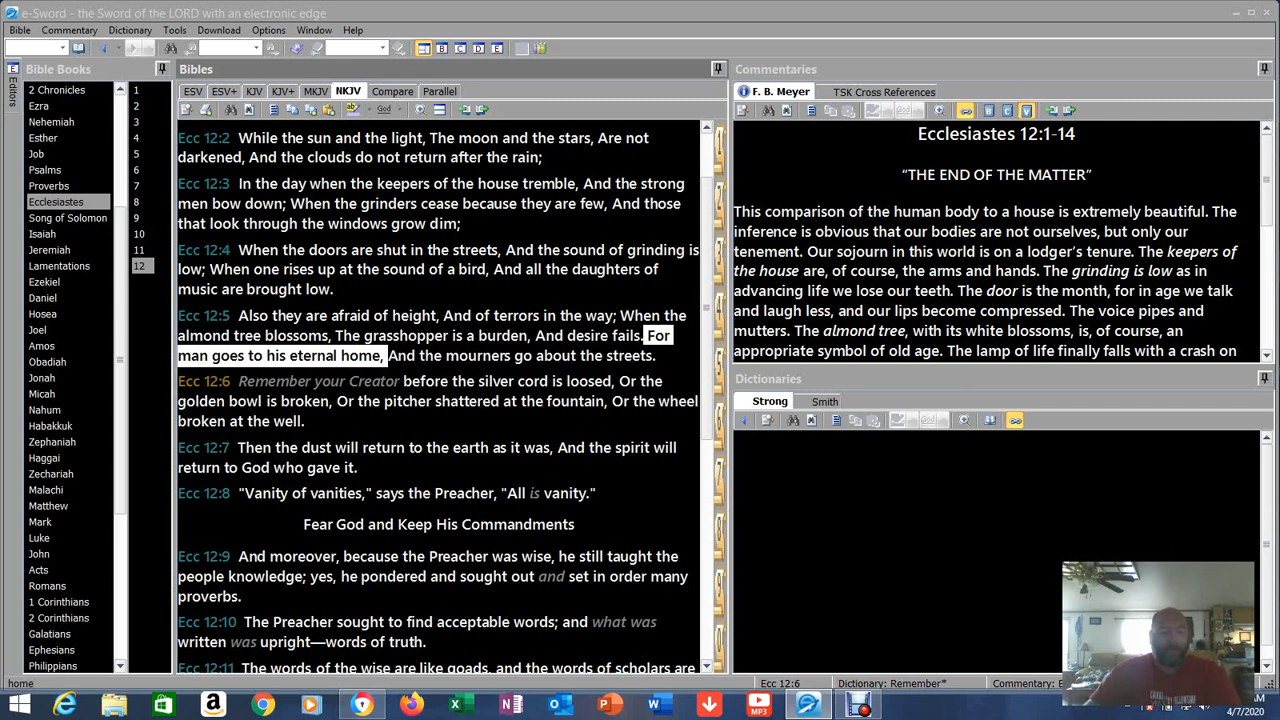 e-Sword - the Sword of the LORD with an electronic edge
Bible Commentary Dictionary Tools Download Options Window Help
B C D E
Editors
Bible Books
2 Chronicles
Ezra
Nehemiah
Esther
Job
Psalms
Proverbs
Ecclesiastes
Song of Solomon
Isaiah
Jeremiah
Lamentations
Ezekiel
Daniel
Hosea
Joel
Amos
Obadiah
Jonah
Micah
Nahum
Habakkuk
Zephaniah
Haggai
Zechariah
Malachi
Matthew
Mark
Luke
John
Acts
Romans
1 Corinthians
2 Corinthians
Galatians
Ephesians
Philippians
1
2
3
4
5
6
7
8
9
10
11
12
Bibles
ESV ESV+ KJV KJV+ MKJV NKJV Compare Parallel
God
Ecc 12:2 While the sun and the light, The moon and the stars, Are not
darkened, And the clouds do not return after the rain;
Ecc 12:3 In the day when the keepers of the house tremble, And the strong
men bow down; When the grinders cease because they are few, And those
that look through the windows grow dim;
Ecc 12:4 When the doors are shut in the streets, And the sound of grinding is
low; When one rises up at the sound of a bird, And all the daughters of
music are brought low.
Ecc 12:5 Also they are afraid of height, And of terrors in the way; When the
almond tree blossoms, The grasshopper is a burden, And desire fails. For
man goes to his eternal home, And the mourners go about the streets.
Ecc 12:6 Remember your Creator before the silver cord is loosed, Or the
golden bowl is broken, Or the pitcher shattered at the fountain, Or the wheel
broken at the well.
Ecc 12:7 Then the dust will return to the earth as it was, And the spirit will
return to God who gave it.
Ecc 12:8 "Vanity of vanities," says the Preacher, "All is vanity."
Fear God and Keep His Commandments
Ecc 12:9 And moreover, because the Preacher was wise, he still taught the
people knowledge; yes, he pondered and sought out and set in order many
proverbs.
Ecc 12:10 The Preacher sought to find acceptable words; and what was
written was upright—words of truth.
Ecc 12:11 The words of the wise are like goads, and the words of scholars are
Commentaries
F. B. Meyer TSK Cross References
God B C V
Ecclesiastes 12:1-14
“THE END OF THE MATTER”
This comparison of the human body to a house is extremely beautiful. The
inference is obvious that our bodies are not ourselves, but only our
tenement. Our sojourn in this world is on a lodger’s tenure. The keepers of
the house are, of course, the arms and hands. The grinding is low as in
advancing life we lose our teeth. The door is the month, for in age we talk
and laugh less, and our lips become compressed. The voice pipes and
mutters. The almond tree, with its white blossoms, is, of course, an
appropriate symbol of old age. The lamp of life finally falls with a crash on
Dictionaries
Strong Smith
God
home
Ecc 12:6 Dictionary: Remember* Commentary:
MP3
4/7/2020